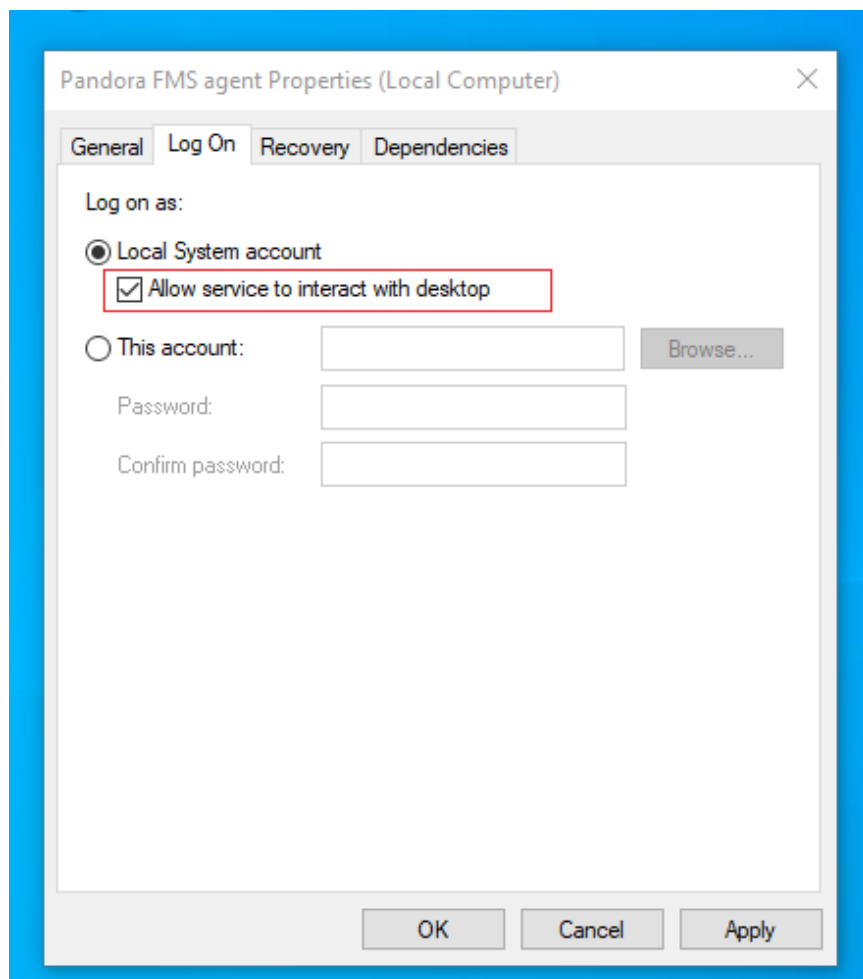 Pandora FMS agent Properties (Local Computer)
General Log On Recovery Dependencies
Log on as:
Local System account
Allow service to interact with desktop
This account: Browse...
Password:
Confirm password:
OK Cancel Apply